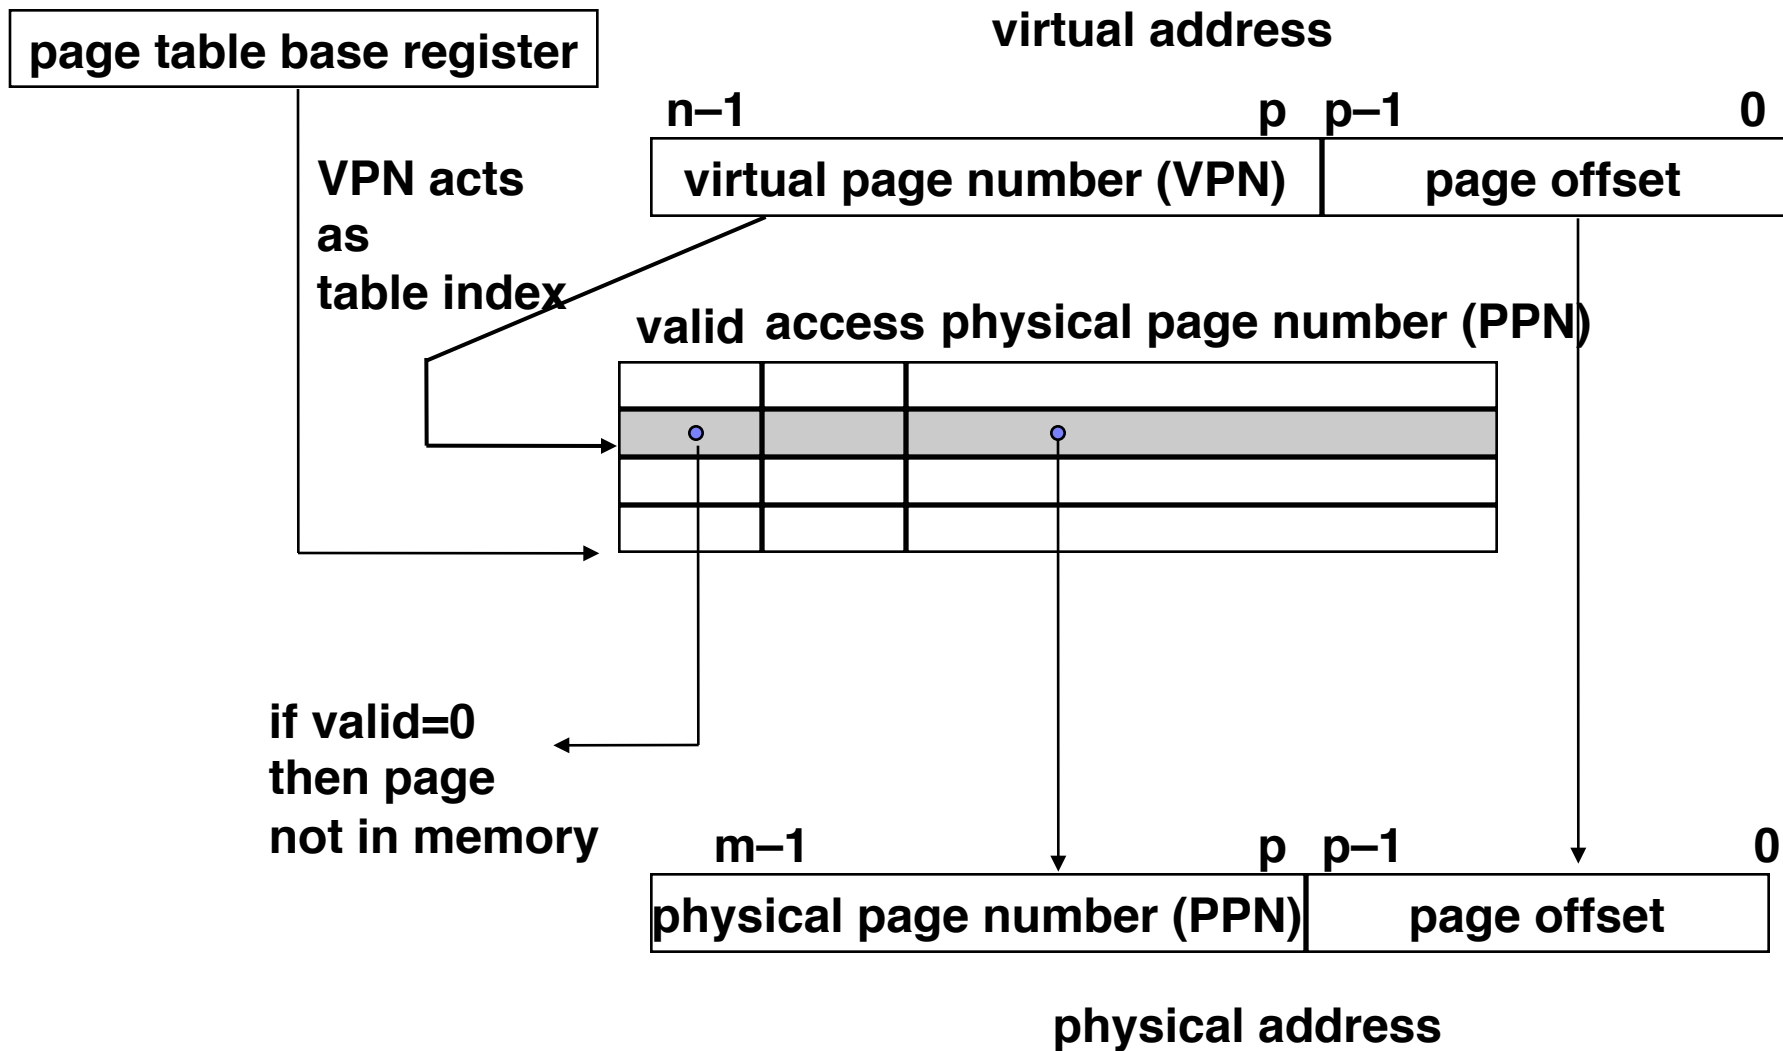 page table base register
virtual address
n–1 p p–1 0
virtual page number (VPN) page offset
VPN acts
as
table index
valid access physical page number (PPN)
if valid=0
then page
not in memory
m–1 p p–1 0
physical page number (PPN) page offset
physical address